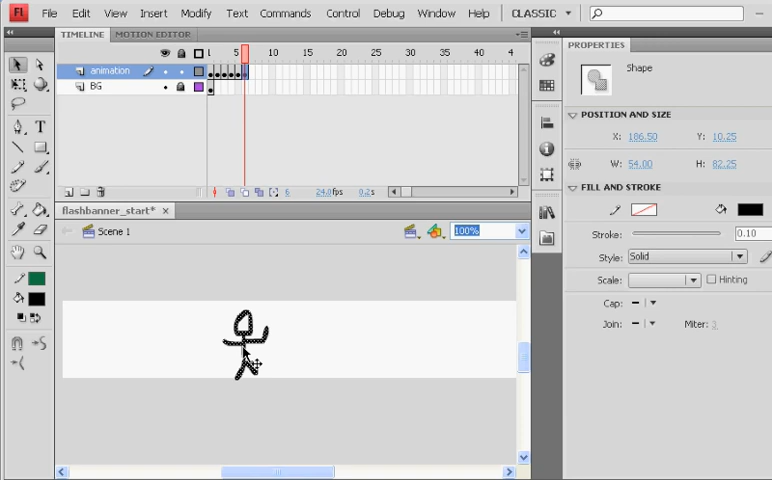 Fl File Edit View Insert Modify Text Commands Control Debug Window Help CLASSIC
TIMELINE MOTION EDITOR
1 5 10 15 20 25 30 35 40 4
animation
BG
6 24.0fps 0.2s
flashbanner_start* x
Scene 1 100%
PROPERTIES
Shape
POSITION AND SIZE
X: 186.50 Y: 10.25
W: 54.00 H: 82.25
FILL AND STROKE
Stroke: 0.10
Style: Solid
Scale: Hinting
Cap:
Join: Miter: 3